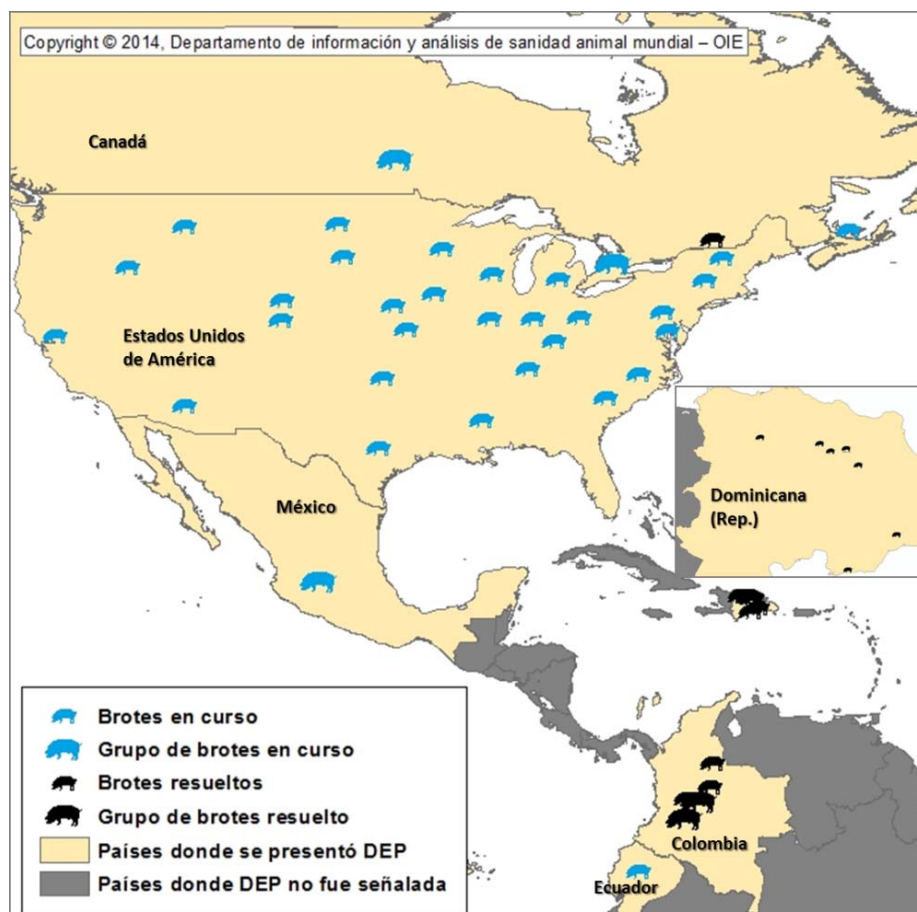 Copyright © 2014, Departamento de información y análisis de sanidad animal mundial – OIE
Canadá
Estados Unidos
de América
México
Dominicana
(Rep.)
Brotes en curso
Grupo de brotes en curso
Brotes resueltos
Grupo de brotes resuelto
Países donde se presentó DEP
Países donde DEP no fue señalada
Colombia
Ecuador